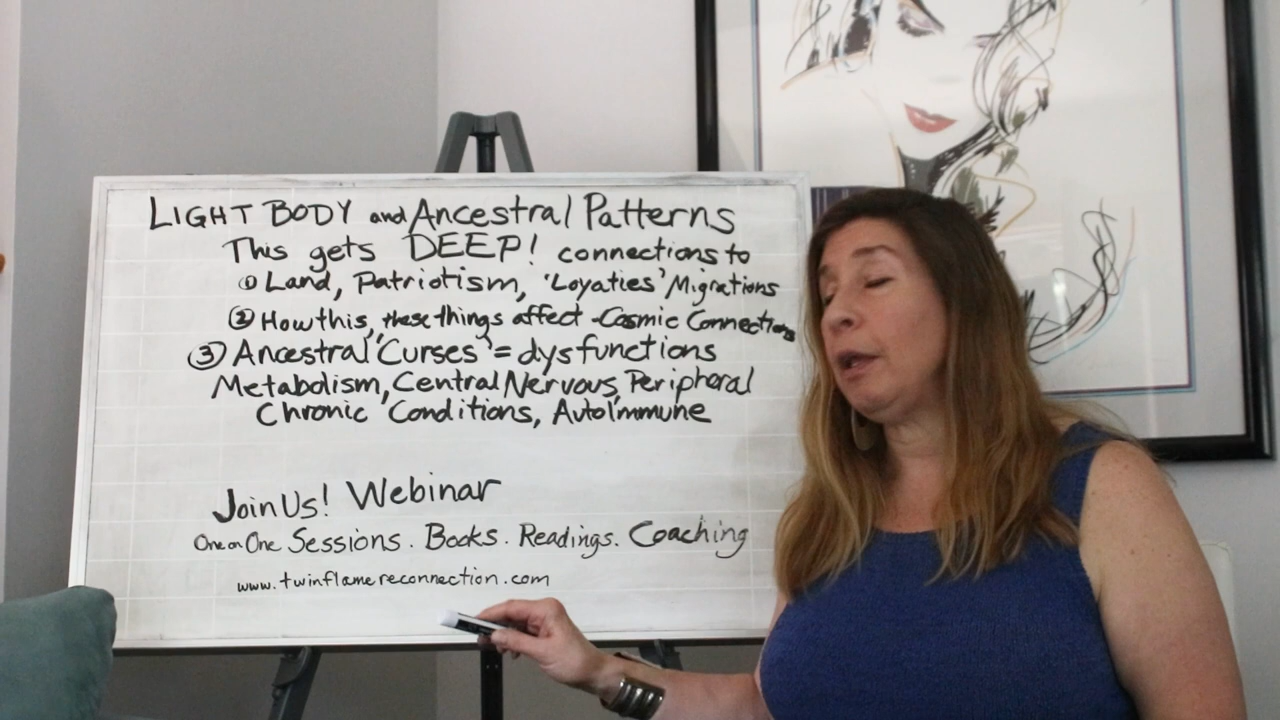 LIGHT BODY and Ancestral Patterns
This gets DEEP! connections to
① Land, Patriotism, 'Loyaties' Migrations
② How this, these things affect - Cosmic Connections
③ Ancestral "Curses" = dysfunctions
Metabolism, Central Nervous, Peripheral
Chronic Conditions, AutoImmune
Join Us! Webinar
One on One Sessions. Books. Readings. Coaching
www.twinflamereconnection.com